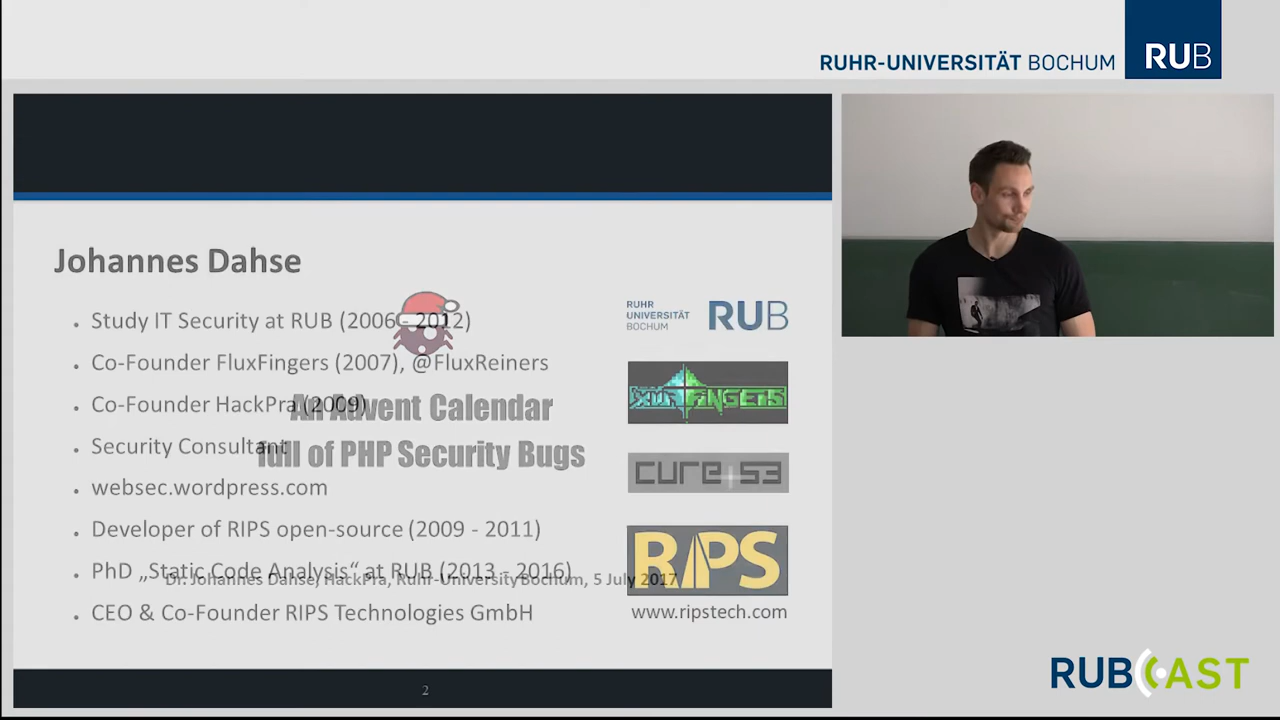 RUHR-UNIVERSITÄT BOCHUM RUB
Johannes Dahse
• Study IT Security at RUB (2006 - 2012)
• Co-Founder FluxFingers (2007), @FluxReiners
• Co-Founder HackPra (2009)
• Security Consultant
• websec.wordpress.com
• Developer of RIPS open-source (2009 - 2011)
• PhD „Static Code Analysis“ at RUB (2013 - 2016)
• CEO & Co-Founder RIPS Technologies GmbH
An Advent Calendar
full of PHP Security Bugs
Dr. Johannes Dahse, HackPra, Ruhr-University Bochum, 5 July 2017
RUHR
UNIVERSITÄT
BOCHUM
RUB
FLUXFINGERS
CURE+53
RIPS
www.ripstech.com
2
RUBCAST